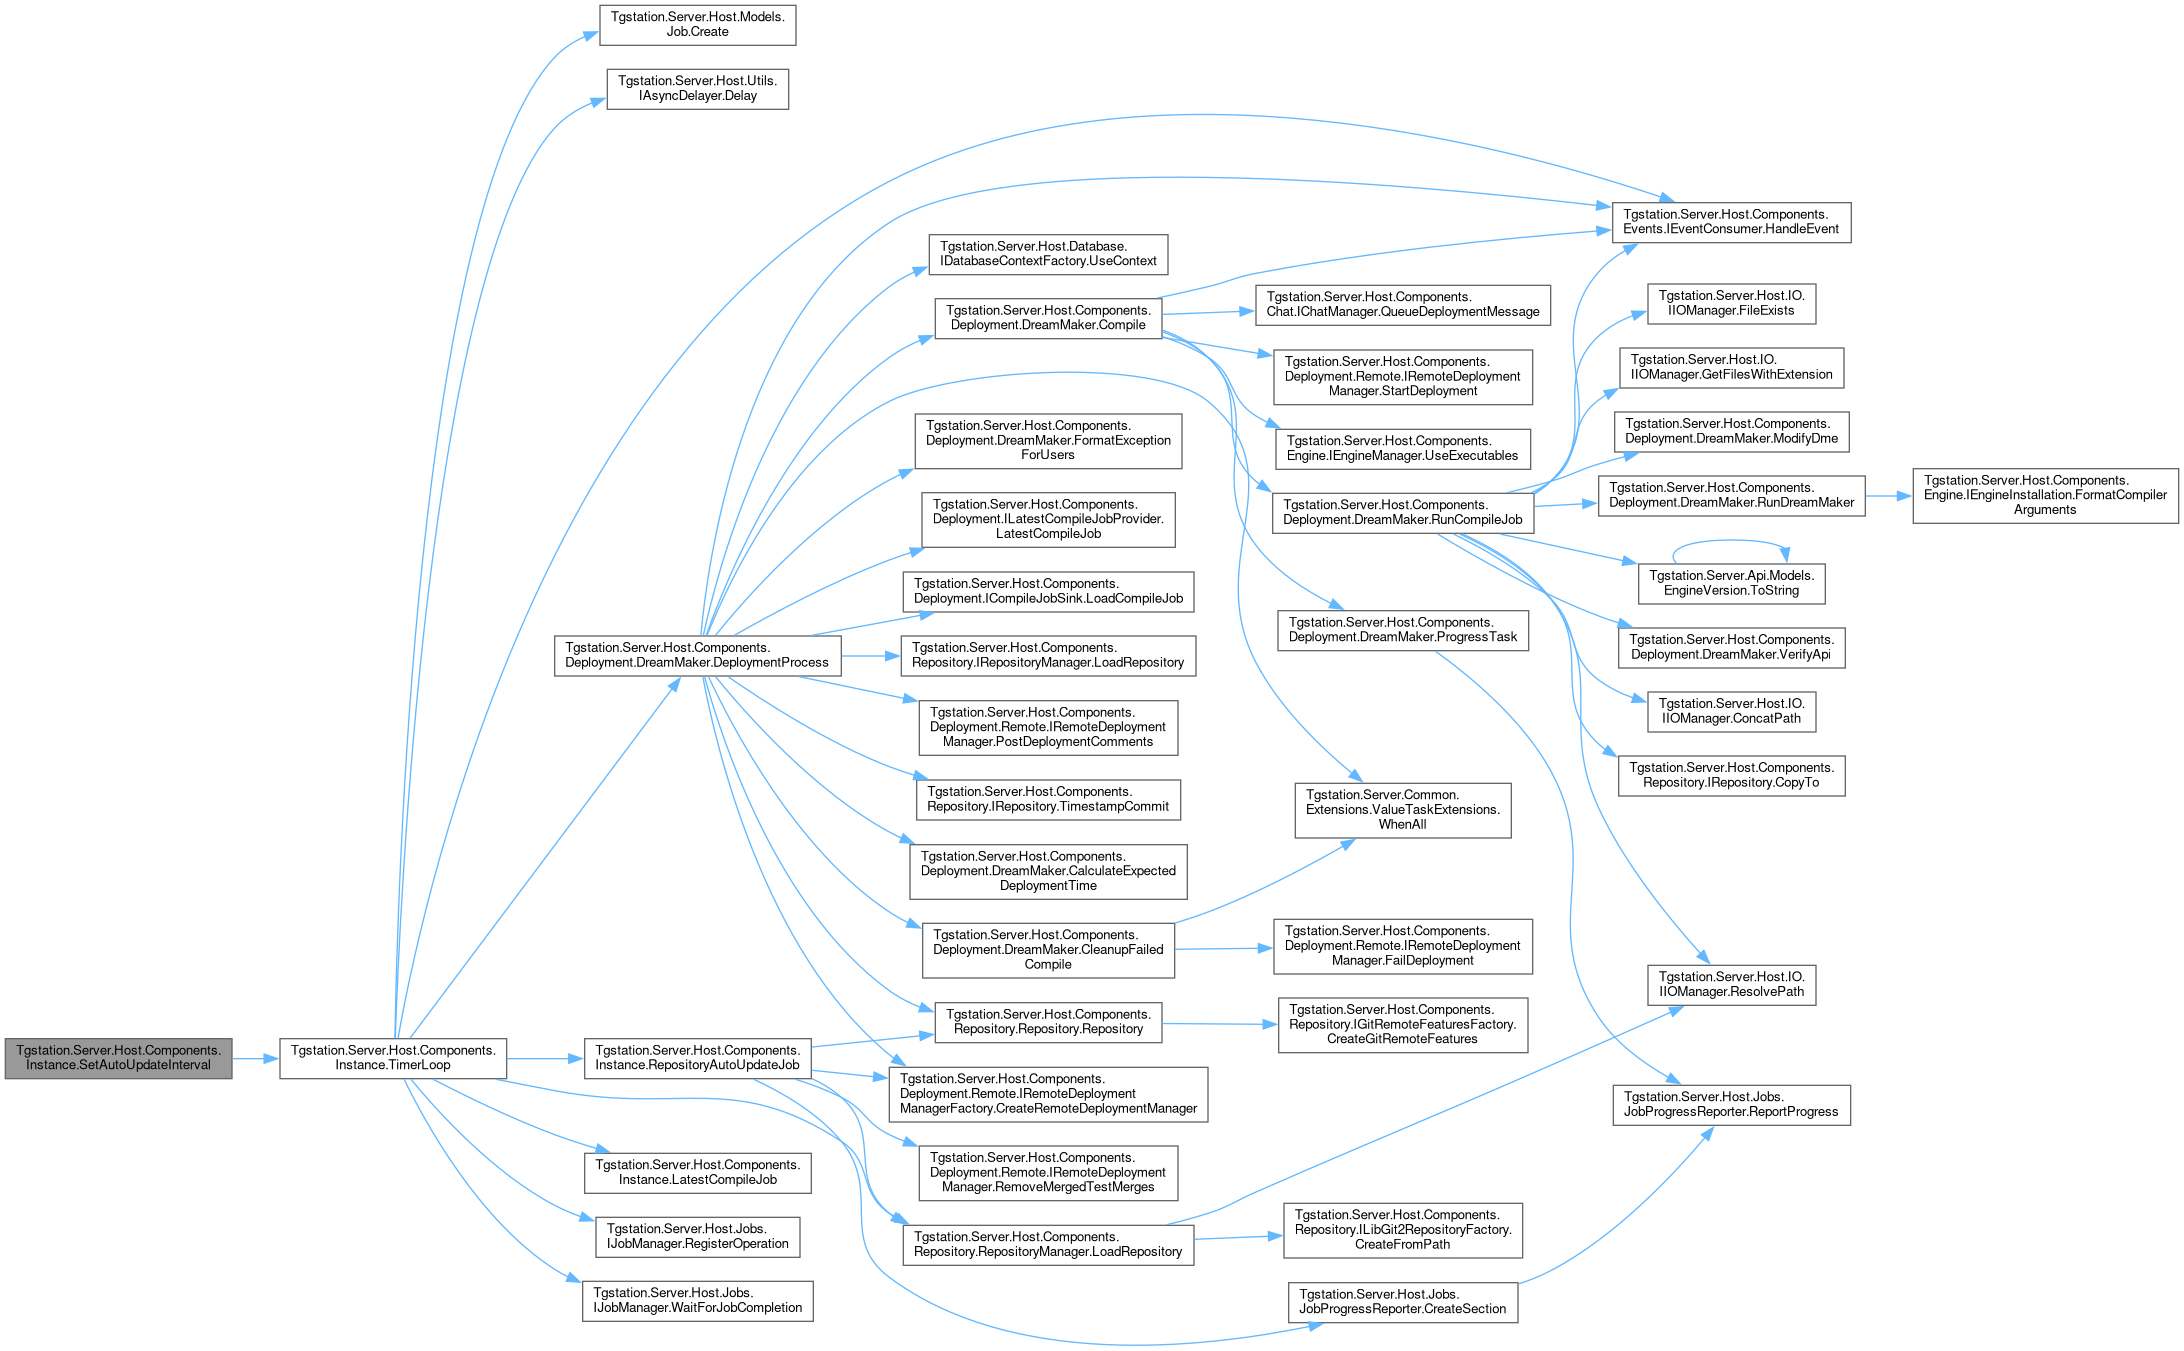 Tgstation.Server.Host.Components.
Instance.SetAutoUpdateInterval
Tgstation.Server.Host.Components.
Instance.TimerLoop
Tgstation.Server.Host.Models.
Job.Create
Tgstation.Server.Host.Utils.
IAsyncDelayer.Delay
Tgstation.Server.Host.Components.
Deployment.DreamMaker.DeploymentProcess
Tgstation.Server.Host.Components.
Instance.RepositoryAutoUpdateJob
Tgstation.Server.Host.Components.
Instance.LatestCompileJob
Tgstation.Server.Host.Jobs.
IJobManager.RegisterOperation
Tgstation.Server.Host.Jobs.
IJobManager.WaitForJobCompletion
Tgstation.Server.Host.Database.
IDatabaseContextFactory.UseContext
Tgstation.Server.Host.Components.
Deployment.DreamMaker.Compile
Tgstation.Server.Host.Components.
Deployment.DreamMaker.FormatException
ForUsers
Tgstation.Server.Host.Components.
Deployment.ILatestCompileJobProvider.
LatestCompileJob
Tgstation.Server.Host.Components.
Deployment.ICompileJobSink.LoadCompileJob
Tgstation.Server.Host.Components.
Repository.IRepositoryManager.LoadRepository
Tgstation.Server.Host.Components.
Deployment.Remote.IRemoteDeployment
Manager.PostDeploymentComments
Tgstation.Server.Host.Components.
Repository.IRepository.TimestampCommit
Tgstation.Server.Host.Components.
Deployment.DreamMaker.CalculateExpected
DeploymentTime
Tgstation.Server.Host.Components.
Deployment.DreamMaker.CleanupFailed
Compile
Tgstation.Server.Host.Components.
Repository.Repository.Repository
Tgstation.Server.Host.Components.
Deployment.Remote.IRemoteDeployment
ManagerFactory.CreateRemoteDeploymentManager
Tgstation.Server.Host.Components.
Deployment.Remote.IRemoteDeployment
Manager.RemoveMergedTestMerges
Tgstation.Server.Host.Components.
Repository.RepositoryManager.LoadRepository
Tgstation.Server.Host.Components.
Chat.IChatManager.QueueDeploymentMessage
Tgstation.Server.Host.Components.
Deployment.Remote.IRemoteDeployment
Manager.StartDeployment
Tgstation.Server.Host.Components.
Engine.IEngineManager.UseExecutables
Tgstation.Server.Host.Components.
Deployment.DreamMaker.RunCompileJob
Tgstation.Server.Host.Components.
Deployment.DreamMaker.ProgressTask
Tgstation.Server.Common.
Extensions.ValueTaskExtensions.
WhenAll
Tgstation.Server.Host.Components.
Deployment.Remote.IRemoteDeployment
Manager.FailDeployment
Tgstation.Server.Host.Components.
Repository.IGitRemoteFeaturesFactory.
CreateGitRemoteFeatures
Tgstation.Server.Host.Components.
Repository.ILibGit2RepositoryFactory.
CreateFromPath
Tgstation.Server.Host.Jobs.
JobProgressReporter.CreateSection
Tgstation.Server.Host.Components.
Events.IEventConsumer.HandleEvent
Tgstation.Server.Host.IO.
IIOManager.FileExists
Tgstation.Server.Host.IO.
IIOManager.GetFilesWithExtension
Tgstation.Server.Host.Components.
Deployment.DreamMaker.ModifyDme
Tgstation.Server.Host.Components.
Deployment.DreamMaker.RunDreamMaker
Tgstation.Server.Api.Models.
EngineVersion.ToString
Tgstation.Server.Host.Components.
Deployment.DreamMaker.VerifyApi
Tgstation.Server.Host.IO.
IIOManager.ConcatPath
Tgstation.Server.Host.Components.
Repository.IRepository.CopyTo
Tgstation.Server.Host.IO.
IIOManager.ResolvePath
Tgstation.Server.Host.Jobs.
JobProgressReporter.ReportProgress
Tgstation.Server.Host.Components.
Engine.IEngineInstallation.FormatCompiler
Arguments